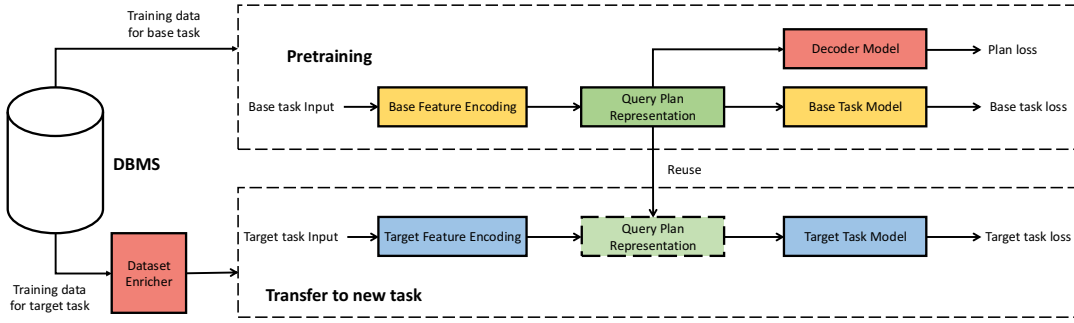 Training data
for base task
Pretraining
Decoder Model
Plan loss
Base task Input
Base Feature Encoding
Query Plan
Representation
Base Task Model
Base task loss
DBMS
Reuse
Target task Input
Target Feature Encoding
Query Plan
Representation
Target Task Model
Target task loss
Dataset
Enricher
Training data
for target task
Transfer to new task